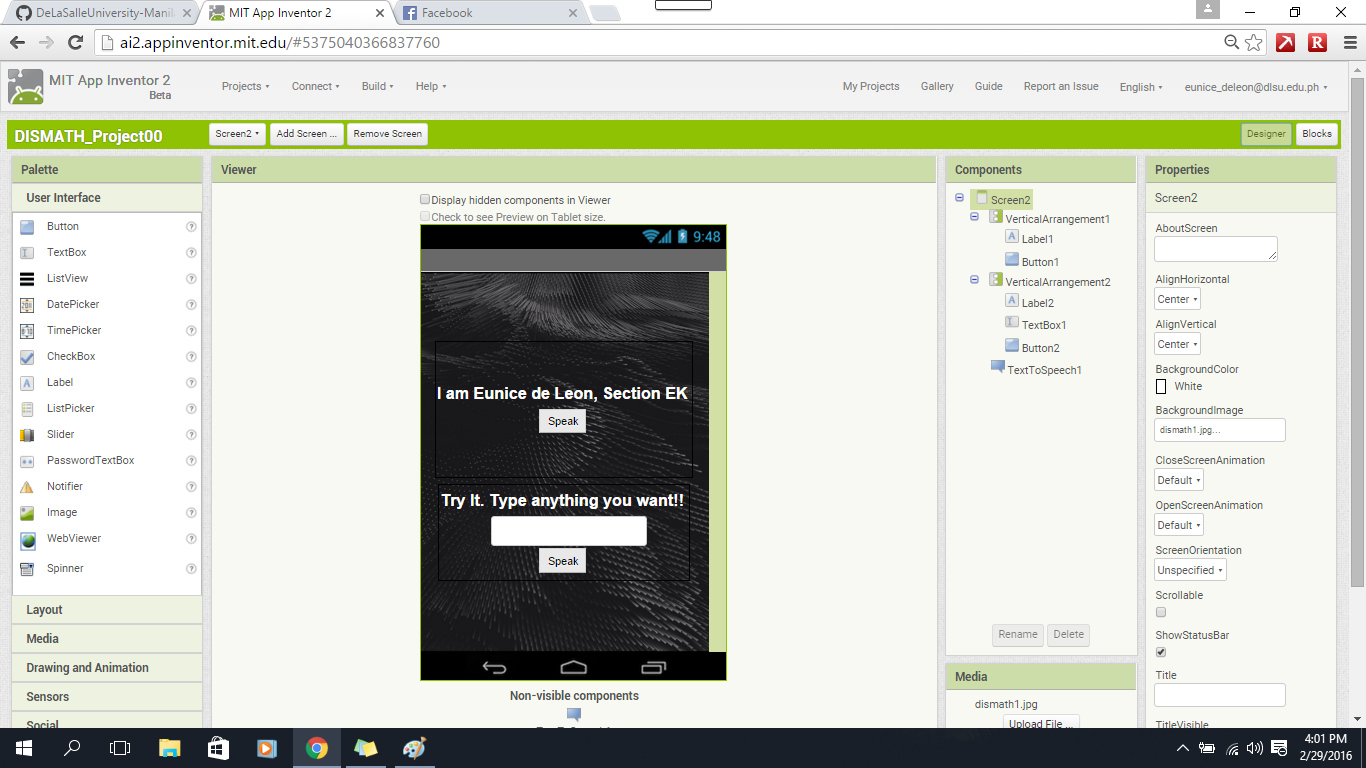 DeLaSalleUniversity-Manil
MIT App Inventor 2
Facebook
ai2.appinventor.mit.edu/#5375040366837760
MIT App Inventor 2
Beta
Projects
Connect
Build
Help
My Projects
Gallery
Guide
Report an Issue
English
eunice_deleon@dlsu.edu.ph
DISMATH_Project00
Screen2
Add Screen ...
Remove Screen
Designer
Blocks
Palette
User Interface
Button
TextBox
ListView
DatePicker
TimePicker
CheckBox
Label
ListPicker
Slider
PasswordTextBox
Notifier
Image
WebViewer
Spinner
Layout
Media
Drawing and Animation
Sensors
Social
Viewer
Display hidden components in Viewer
Check to see Preview on Tablet size.
9:48
I am Eunice de Leon, Section EK
Speak
Try It. Type anything you want!!
Speak
Non-visible components
Components
Screen2
VerticalArrangement1
Label1
Button1
VerticalArrangement2
Label2
TextBox1
Button2
TextToSpeech1
Rename
Delete
Media
dismath1.jpg
Upload File ...
Properties
Screen2
AboutScreen
AlignHorizontal
Center
AlignVertical
Center
BackgroundColor
White
BackgroundImage
dismath1.jpg...
CloseScreenAnimation
Default
OpenScreenAnimation
Default
ScreenOrientation
Unspecified
Scrollable
ShowStatusBar
Title
TitleVisible
4:01 PM
2/29/2016